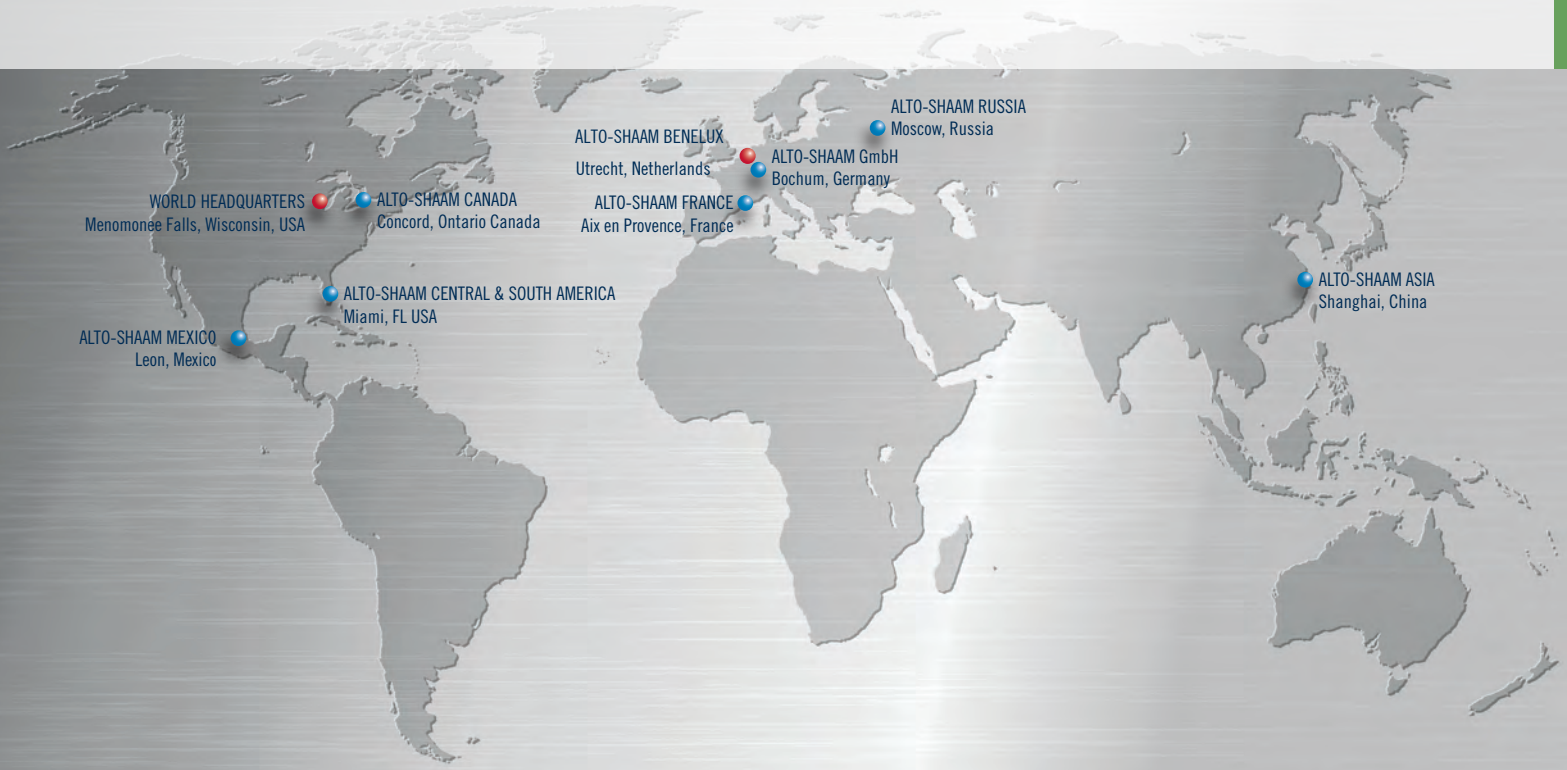 ALTO-SHAAM RUSSIA
Moscow, Russia
ALTO-SHAAM BENELUX
Utrecht, Netherlands
ALTO-SHAAM GmbH
Bochum, Germany
WORLD HEADQUARTERS
Menomonee Falls, Wisconsin, USA
ALTO-SHAAM CANADA
Concord, Ontario Canada
ALTO-SHAAM FRANCE
Aix en Provence, France
ALTO-SHAAM CENTRAL & SOUTH AMERICA
Miami, FL USA
ALTO-SHAAM ASIA
Shanghai, China
ALTO-SHAAM MEXICO
Leon, Mexico